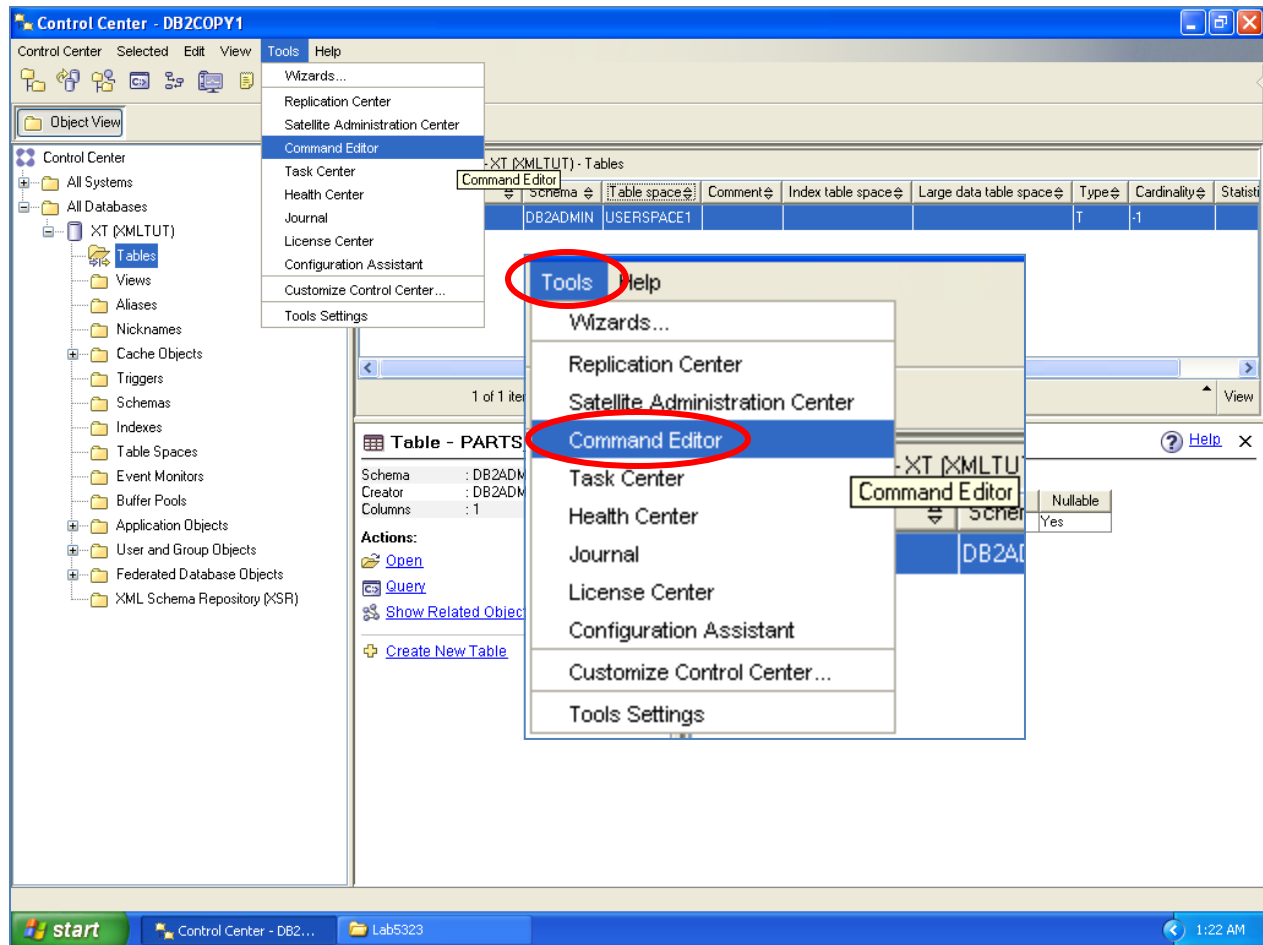 Control Center - DB2COPY1
Control Center Selected Edit View Tools Help
Object View
Wizards...
Replication Center
Satellite Administration Center
Command Editor
Task Center
Health Center
Journal
License Center
Configuration Assistant
Customize Control Center...
Tools Settings
Command Editor
Control Center
All Systems
All Databases
XT (XMLTUT)
Tables
Views
Aliases
Nicknames
Cache Objects
Triggers
Schemas
Indexes
Table Spaces
Event Monitors
Buffer Pools
Application Objects
User and Group Objects
Federated Database Objects
XML Schema Repository (XSR)
- XT (XMLTUT) - Tables
Schema Table space Comment Index table space Large data table space Type Cardinality Statisti
DB2ADMIN USERSPACE1 T -1
1 of 1 ite
View
Table - PARTS
Help
Schema : DB2ADM
Creator : DB2ADM
Columns : 1
Nullable
Yes
Actions:
Open
Query
Show Related Objec
Create New Table
Tools Help
Wizards...
Replication Center
Satellite Administration Center
Command Editor
Task Center
Health Center
Journal
License Center
Configuration Assistant
Customize Control Center...
Tools Settings
- XT (XMLTU
Command Editor
Scher
DB2AD
start
Control Center - DB2...
Lab5323
1:22 AM